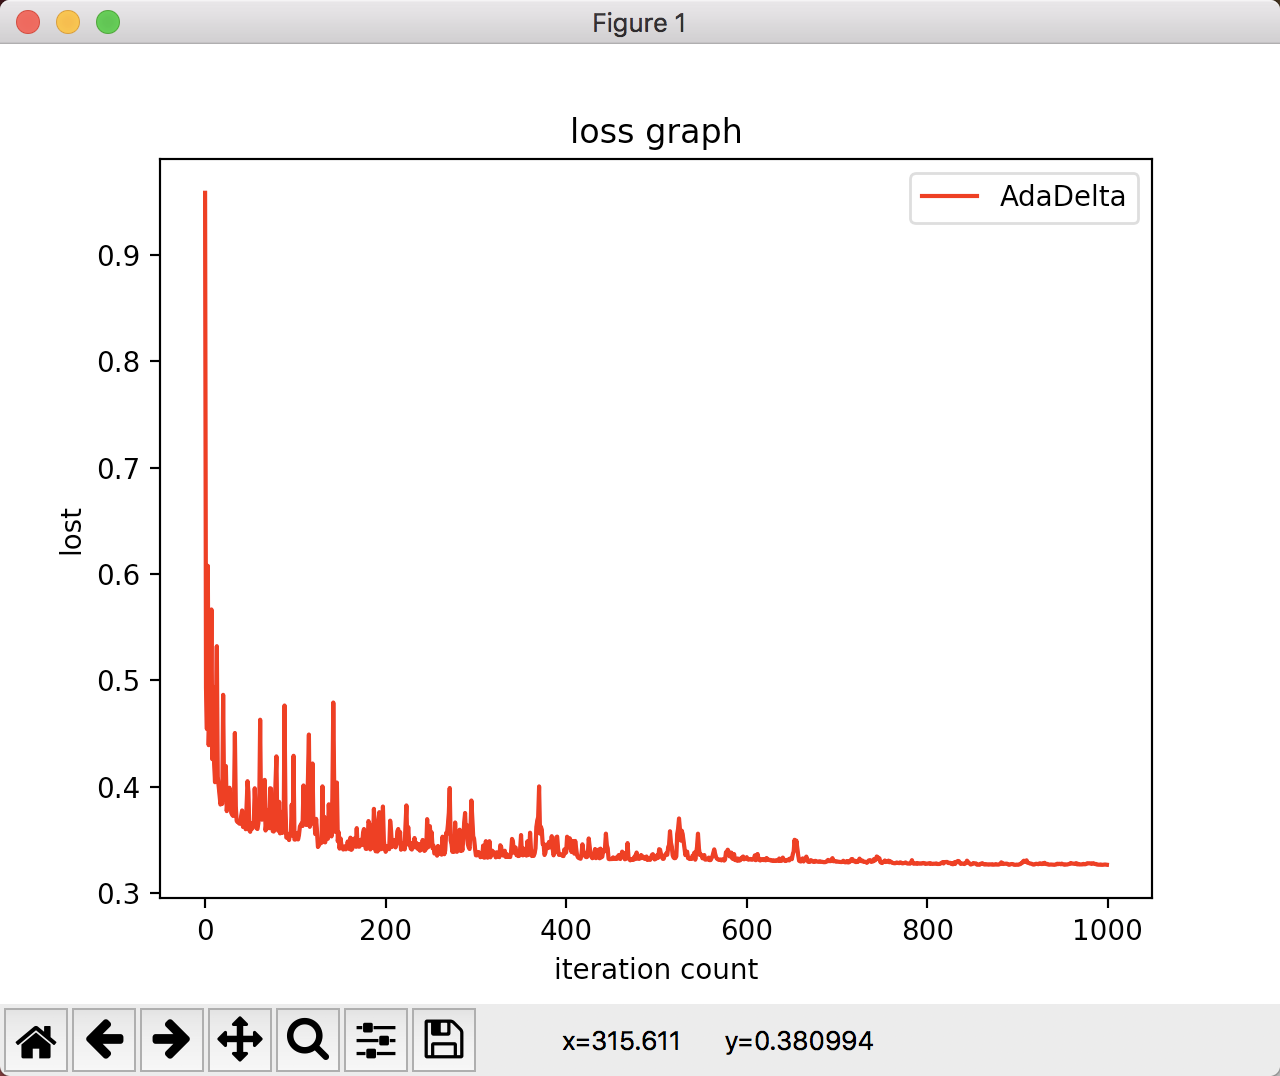 Figure 1
loss graph
AdaDelta
0.9
0.8
0.7
0.6
0.5
0.4
0.3
lost
0 200 400 600 800 1000
iteration count
x=315.611 y=0.380994